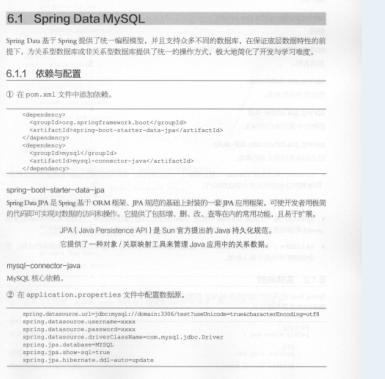 6.1 Spring Data MySQL
Spring Data 基于 Spring 提供了统一编程模型，并且支持众多不同的数据库，在保证底层数据特性的前
提下，为关系型数据库或非关系型数据库提供了统一的操作方式，极大地简化了开发与学习难度。
6.1.1 依赖与配置
① 在 pom.xml 文件中添加依赖。
<dependency>
<groupId>org.springframework.boot</groupId>
<artifactId>spring-boot-starter-data-jpa</artifactId>
</dependency>
<dependency>
<groupId>mysql</groupId>
<artifactId>mysql-connector-java</artifactId>
</dependency>
spring-boot-starter-data-jpa
Spring Data JPA 是 Spring 基于 ORM 框架、JPA 规范的基础上封装的一套 JPA 应用框架，可使开发者用极简
的代码即可实现对数据的访问和操作。它提供了包括增、删、改、查等在内的常用功能，且易于扩展。
JPA（Java Persistence API）是 Sun 官方提出的 Java 持久化规范。
它提供了一种对象 / 关联映射工具来管理 Java 应用中的关系数据。
mysql-connector-java
MySQL 核心依赖。
② 在 application.properties 文件中配置数据源。
spring.datasource.url=jdbc:mysql://domain:3306/test?useUnicode=true&characterEncoding=utf8
spring.datasource.username=xxxx
spring.datasource.password=xxxx
spring.datasource.driverClassName=com.mysql.jdbc.Driver
spring.jpa.database=MYSQL
spring.jpa.show-sql=true
spring.jpa.hibernate.ddl-auto=update